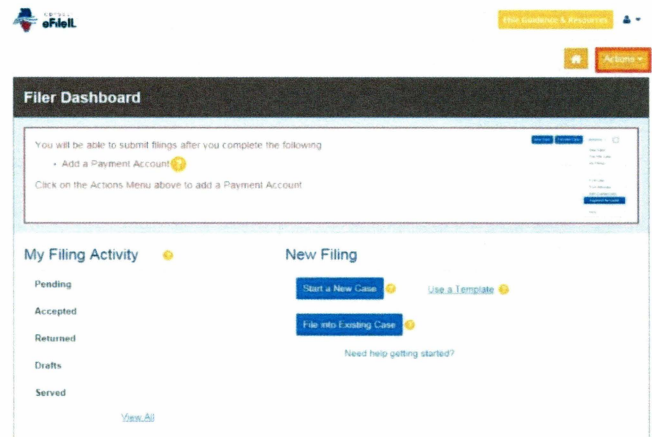 eFileIL
Efile Guidance & Resources
Actions
Filer Dashboard
You will be able to submit filings after you complete the following
• Add a Payment Account ?
Click on the Actions Menu above to add a Payment Account
My Filing Activity ?
New Filing
Pending
Start a New Case ?
Use a Template ?
Accepted
File into Existing Case ?
Returned
Need help getting started?
Drafts
Served
View All